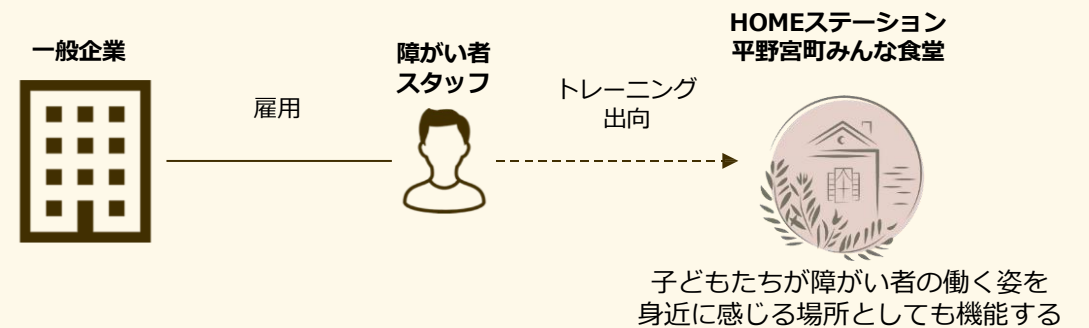 一般企業
雇用
障がい者
スタッフ
トレーニング
出向
HOMEステーション
平野宮町みんな食堂
子どもたちが障がい者の働く姿を
身近に感じる場所としても機能する